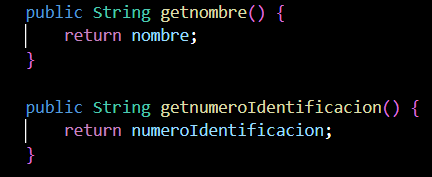 public String getnombre() {
    return nombre;
}
public String getnumeroIdentificacion() {
    return numeroIdentificacion;
}